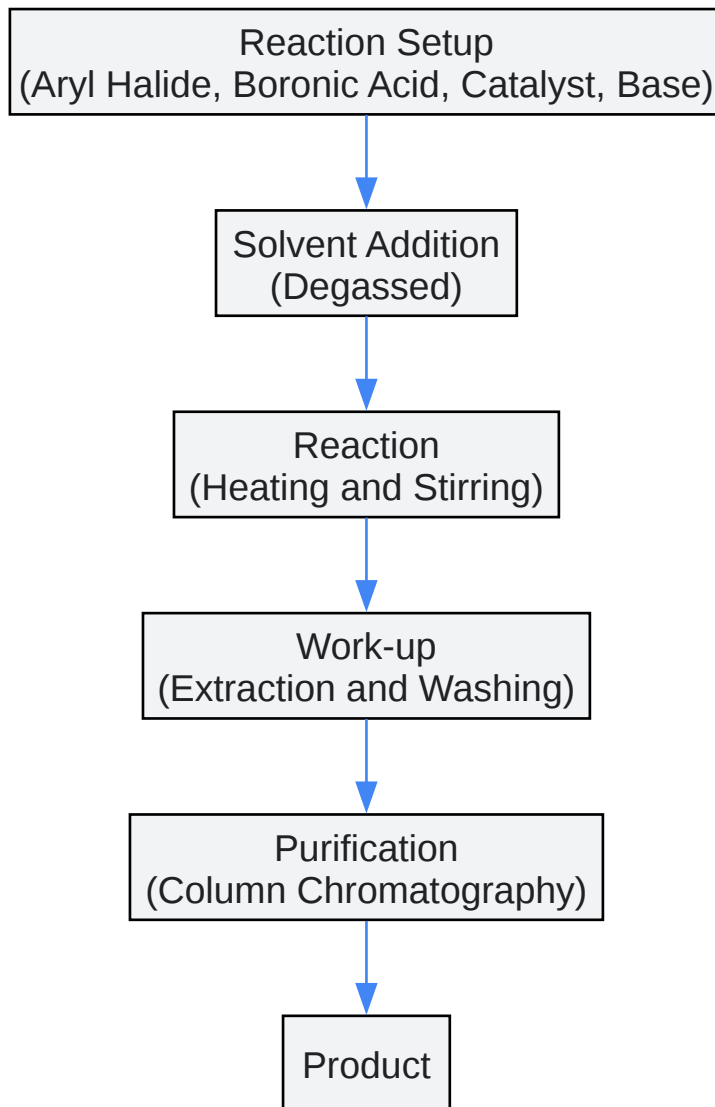 Reaction Setup
(Aryl Halide, Boronic Acid, Catalyst, Base)
Solvent Addition
(Degassed)
Reaction
(Heating and Stirring)
Work-up
(Extraction and Washing)
Purification
(Column Chromatography)
Product